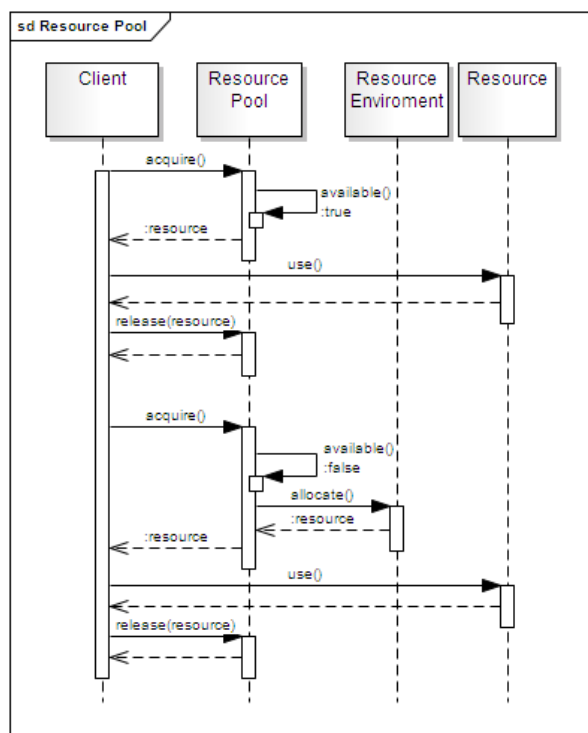 sd Resource Pool
Client
Resource
Pool
Resource
Enviroment
Resource
acquire()
available()
:true
:resource
use()
release(resource)
acquire()
available()
:false
allocate()
:resource
:resource
use()
release(resource)